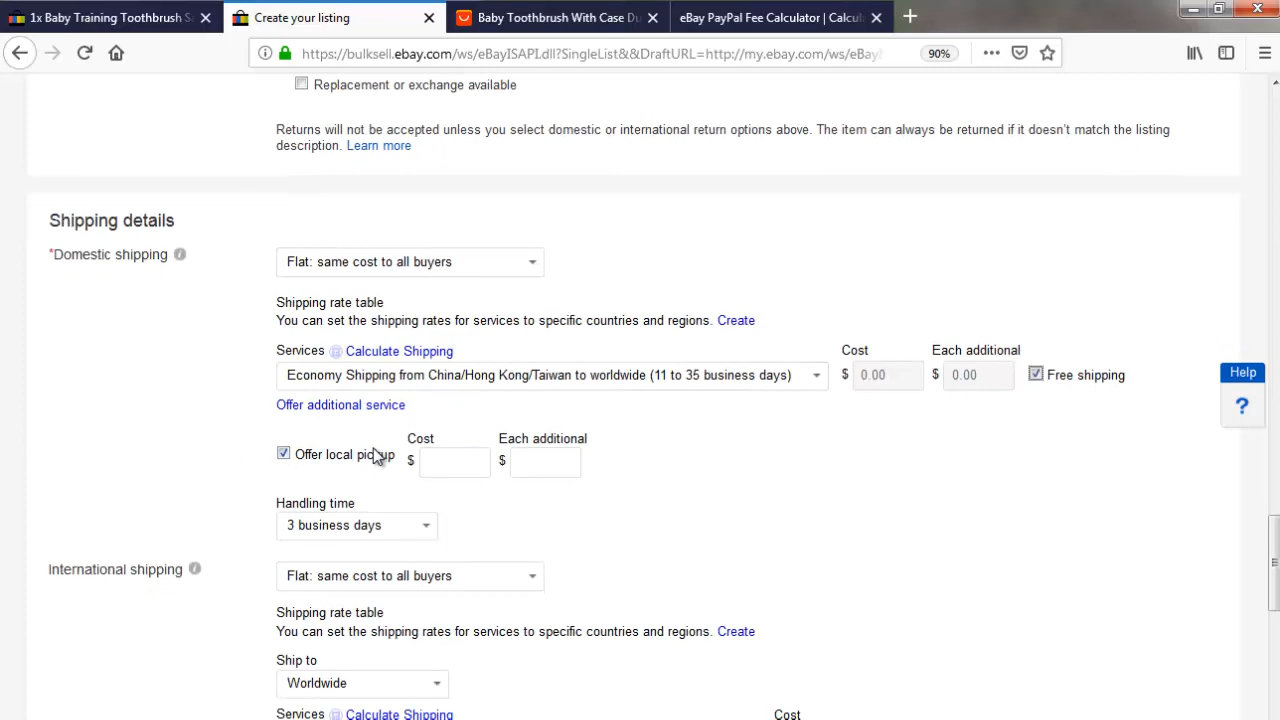 1x Baby Training Toothbrush S
Create your listing
Baby Toothbrush With Case Du
eBay PayPal Fee Calculator | Calcul
https://bulksell.ebay.com/ws/eBayISAPI.dll?SingleList&&DraftURL=http://my.ebay.com/ws/eBayI
90%
Replacement or exchange available
Returns will not be accepted unless you select domestic or international return options above. The item can always be returned if it doesn't match the listing
description. Learn more
Shipping details
*Domestic shipping
Flat: same cost to all buyers
Shipping rate table
You can set the shipping rates for services to specific countries and regions. Create
Services Calculate Shipping
Cost
Each additional
Economy Shipping from China/Hong Kong/Taiwan to worldwide (11 to 35 business days)
$ 0.00
$ 0.00
Free shipping
Help
?
Offer additional service
Cost
Each additional
Offer local pickup
$
$
Handling time
3 business days
International shipping
Flat: same cost to all buyers
Shipping rate table
You can set the shipping rates for services to specific countries and regions. Create
Ship to
Worldwide
Services Calculate Shipping
Cost